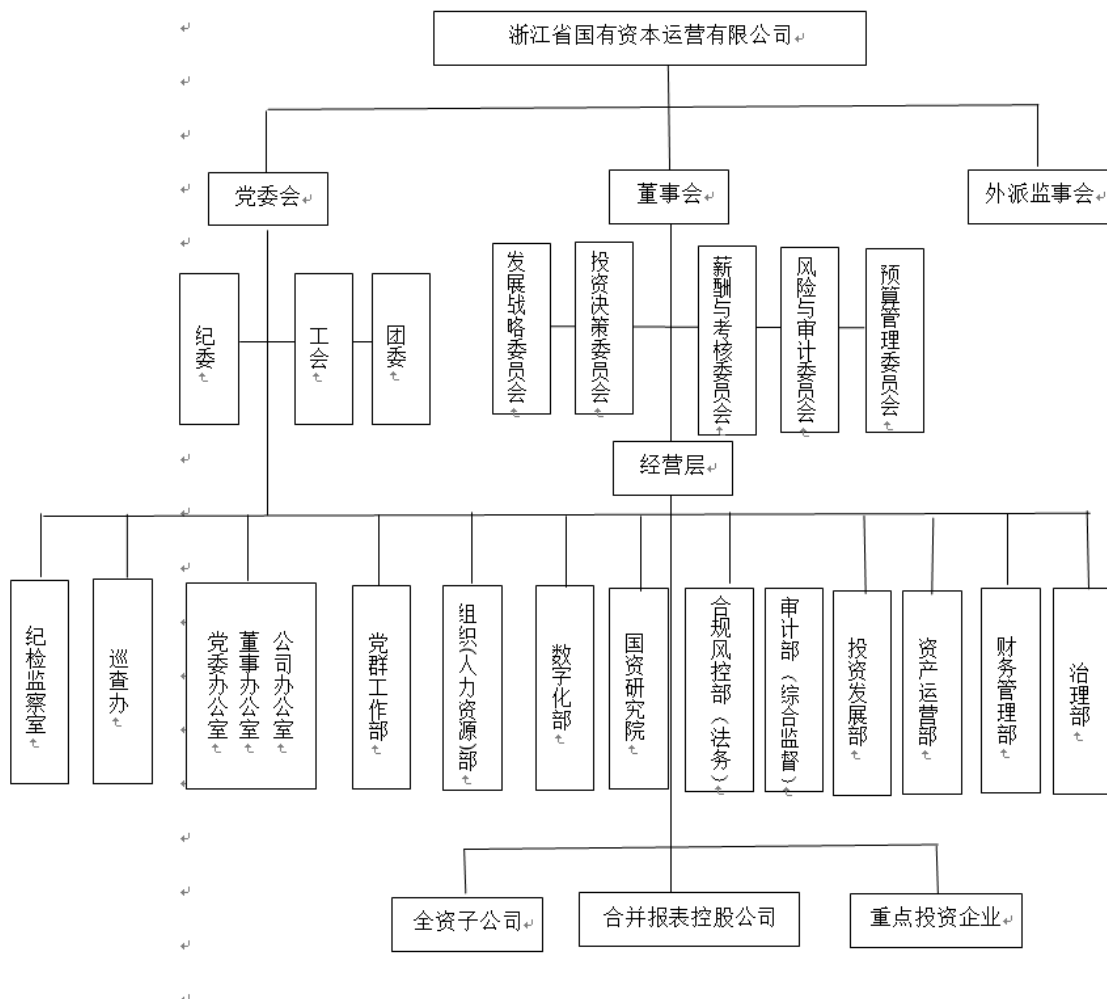 浙江省国有资本运营有限公司
党委会
董事会
外派监事会
纪委
工会
团委
发展战略委员会
投资决策委员会
薪酬与考核委员会
风险与审计委员会
预算管理委员会
经营层
纪检监察室
巡查办
公司办公室
董事办公室
党委办公室
党群工作部
组织(人力资源)部
数字化部
国资研究院
合规风控部（法务）
审计部（综合监督）
投资发展部
资产运营部
财务管理部
治理部
全资子公司
合并报表控股公司
重点投资企业